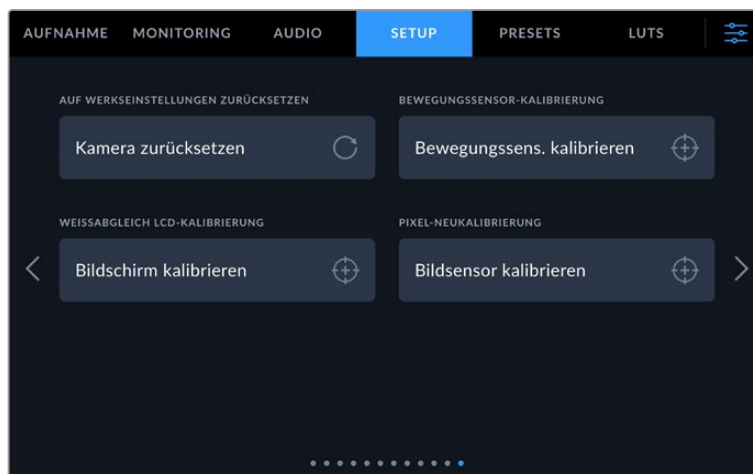 AUFNAHME MONITORING AUDIO SETUP PRESETS LUTS
AUF WERKSEINSTELLUNGEN ZURÜCKSETZEN BEWEGUNGSSENSOR-KALIBRIERUNG
Kamera zurücksetzen Bewegungssens. kalibrieren
WEISSABGLEICH LCD-KALIBRIERUNG PIXEL-NEUKALIBRIERUNG
Bildschirm kalibrieren Bildsensor kalibrieren